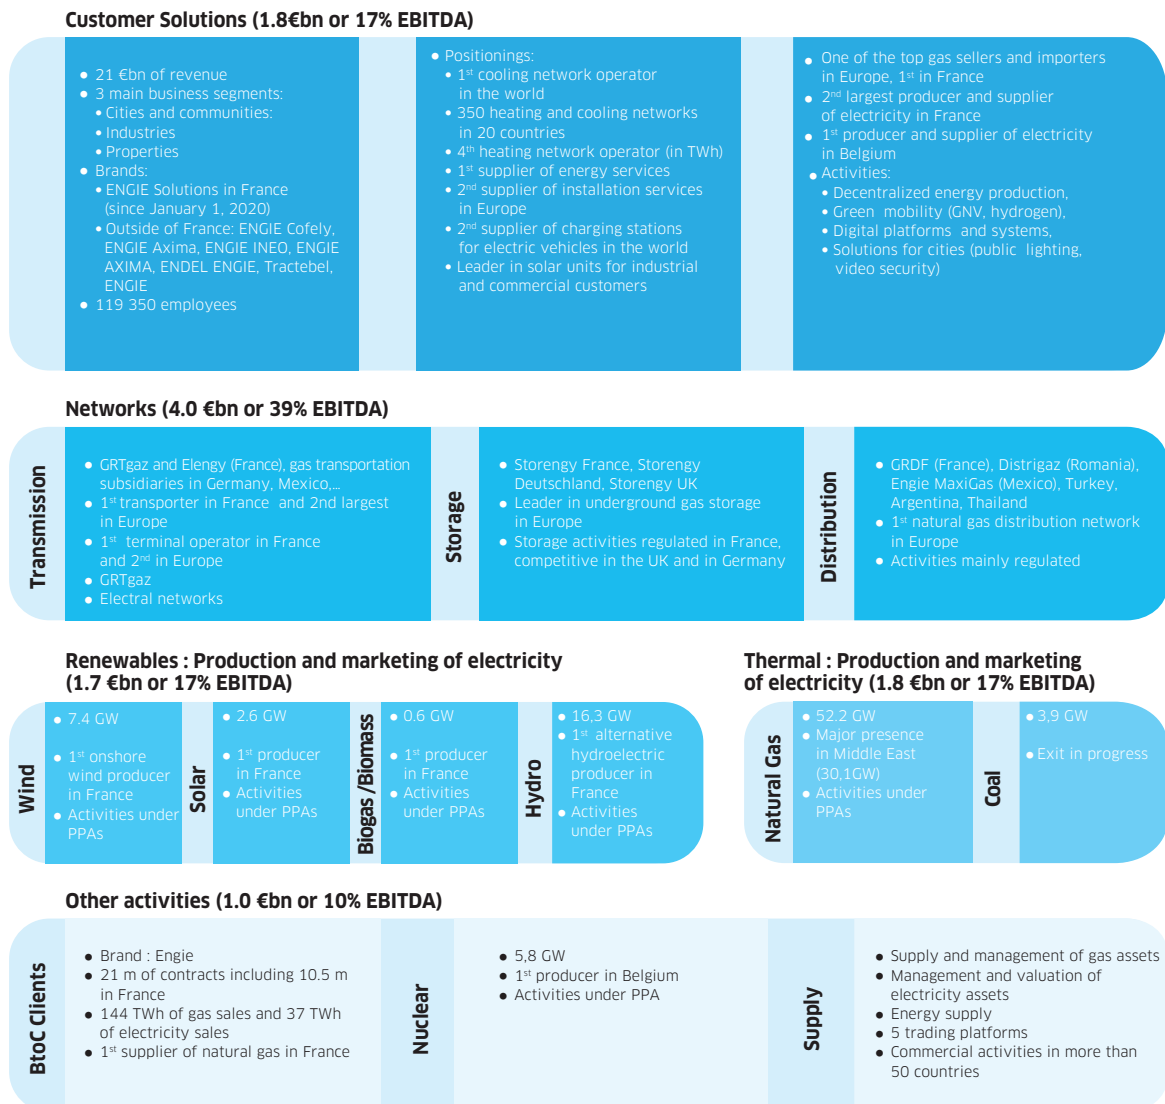 Customer Solutions (1.8€bn or 17% EBITDA)
• 21 €bn of revenue
• 3 main business segments:
• Cities and communities:
• Industries
• Properties
• Brands:
• ENGIE Solutions in France
(since January 1, 2020)
• Outside of France: ENGIE Cofely,
ENGIE Axima, ENGIE INEO, ENGIE
AXIMA, ENDEL ENGIE, Tractebel,
ENGIE
• 119 350 employees
• Positionings:
• 1st cooling network operator
in the world
• 350 heating and cooling networks
in 20 countries
• 4th heating network operator (in TWh)
• 1st supplier of energy services
• 2nd supplier of installation services
in Europe
• 2nd supplier of charging stations
for electric vehicles in the world
• Leader in solar units for industrial
and commercial customers
• One of the top gas sellers and importers
in Europe, 1st in France
• 2nd largest producer and supplier
of electricity in France
• 1st producer and supplier of electricity
in Belgium
• Activities:
• Decentralized energy production,
• Green mobility (GNV, hydrogen),
• Digital platforms and systems,
• Solutions for cities (public lighting,
video security)
Networks (4.0 €bn or 39% EBITDA)
Transmission
• GRTgaz and Elengy (France), gas transportation
subsidiaries in Germany, Mexico,...
• 1st transporter in France and 2nd largest
in Europe
• 1st terminal operator in France
and 2nd in Europe
• GRTgaz
• Electral networks
Storage
• Storengy France, Storengy
Deutschland, Storengy UK
• Leader in underground gas storage
in Europe
• Storage activities regulated in France,
competitive in the UK and in Germany
Distribution
• GRDF (France), Distrigaz (Romania),
Engie MaxiGas (Mexico), Turkey,
Argentina, Thailand
• 1st natural gas distribution network
in Europe
• Activities mainly regulated
Renewables : Production and marketing of electricity
(1.7 €bn or 17% EBITDA)
Wind
• 7.4 GW
• 1st onshore
wind producer
in France
• Activities under
PPAs
Solar
• 2.6 GW
• 1st producer
in France
• Activities
under PPAs
Biogas /Biomass
• 0.6 GW
• 1st producer
in France
• Activities
under PPAs
Hydro
• 16,3 GW
• 1st alternative
hydroelectric
producer in
France
• Activities
under PPAs
Thermal : Production and marketing
of electricity (1.8 €bn or 17% EBITDA)
Natural Gas
• 52.2 GW
• Major presence
in Middle East
(30,1GW)
• Activities under
PPAs
Coal
• 3,9 GW
• Exit in progress
Other activities (1.0 €bn or 10% EBITDA)
BtoC Clients
• Brand : Engie
• 21 m of contracts including 10.5 m
in France
• 144 TWh of gas sales and 37 TWh
of electricity sales
• 1st supplier of natural gas in France
Nuclear
• 5,8 GW
• 1st producer in Belgium
• Activities under PPA
Supply
• Supply and management of gas assets
• Management and valuation of
electricity assets
• Energy supply
• 5 trading platforms
• Commercial activities in more than
50 countries